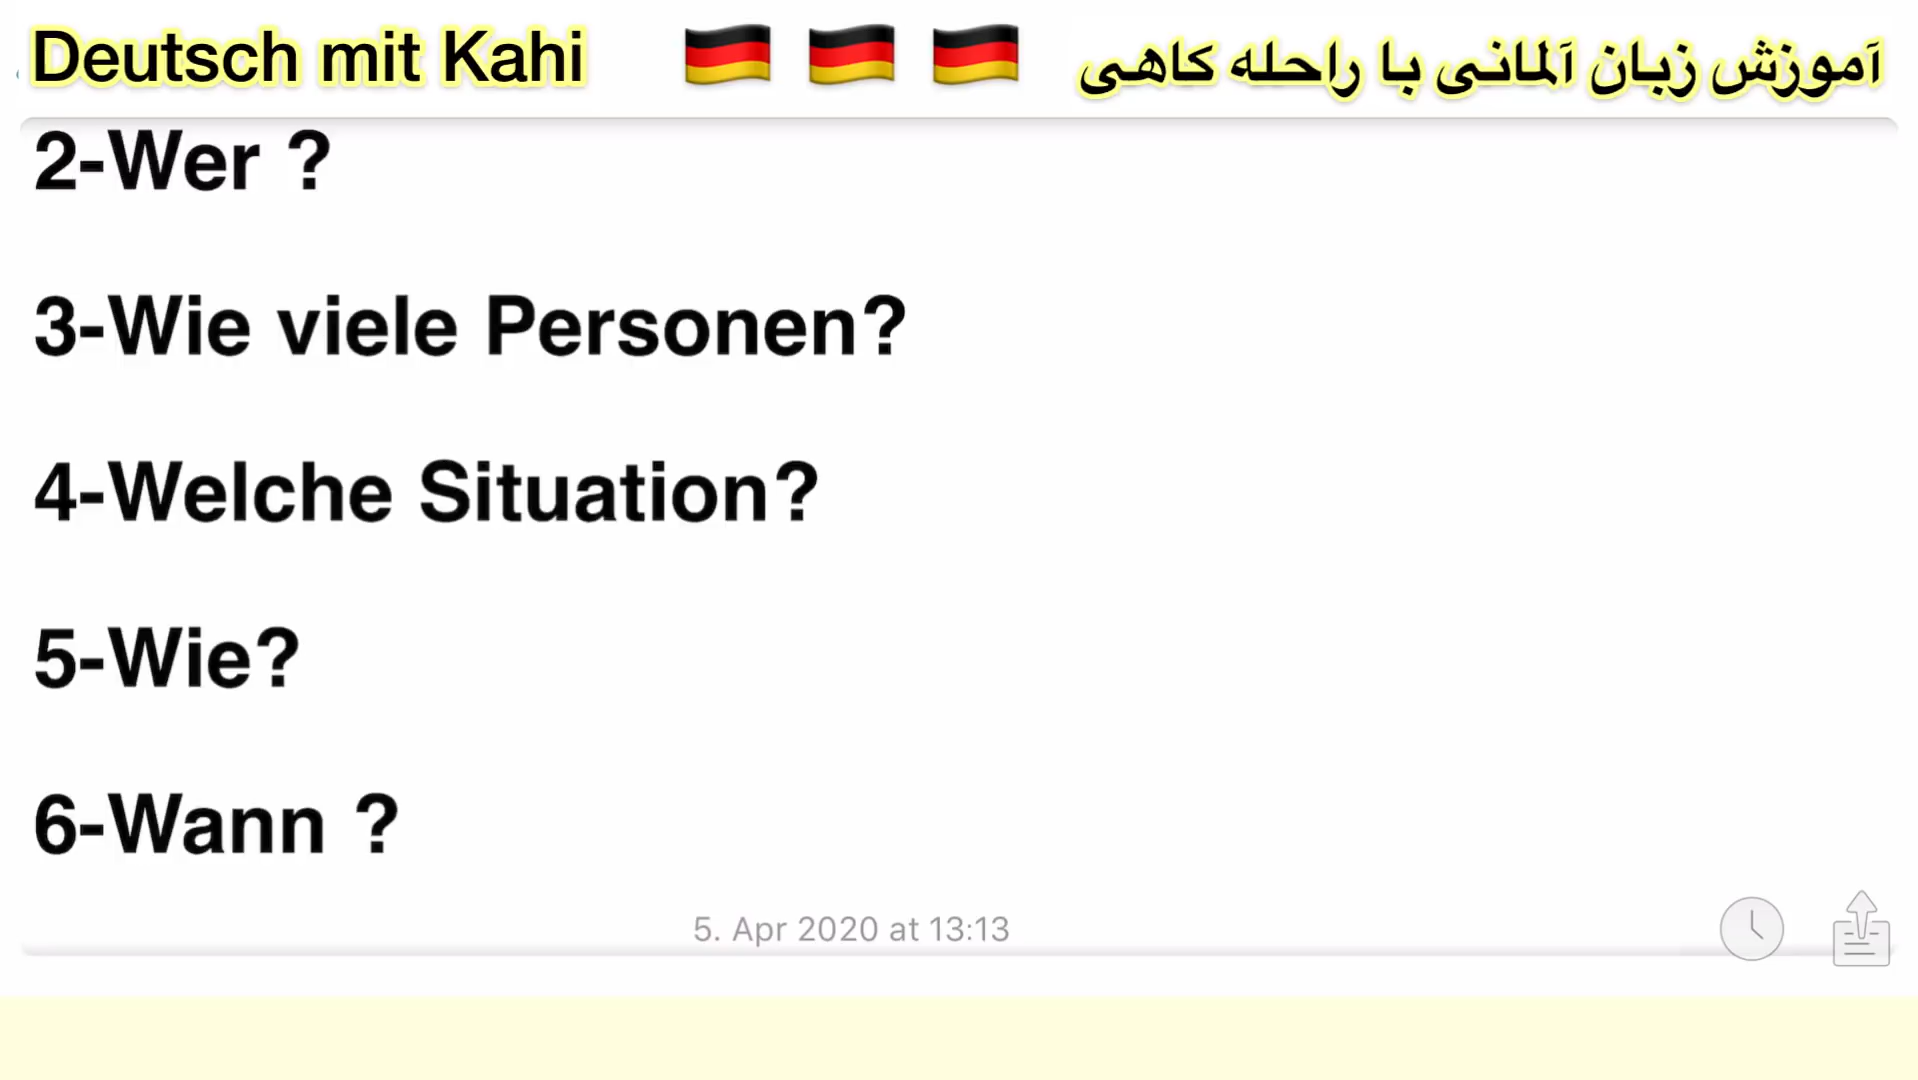 Deutsch mit Kahi 🇩🇪 🇩🇪 🇩🇪 آموزش زبان آلمانی با راحله کاهی
2-Wer ?
3-Wie viele Personen?
4-Welche Situation?
5-Wie?
6-Wann ?
5. Apr 2020 at 13:13